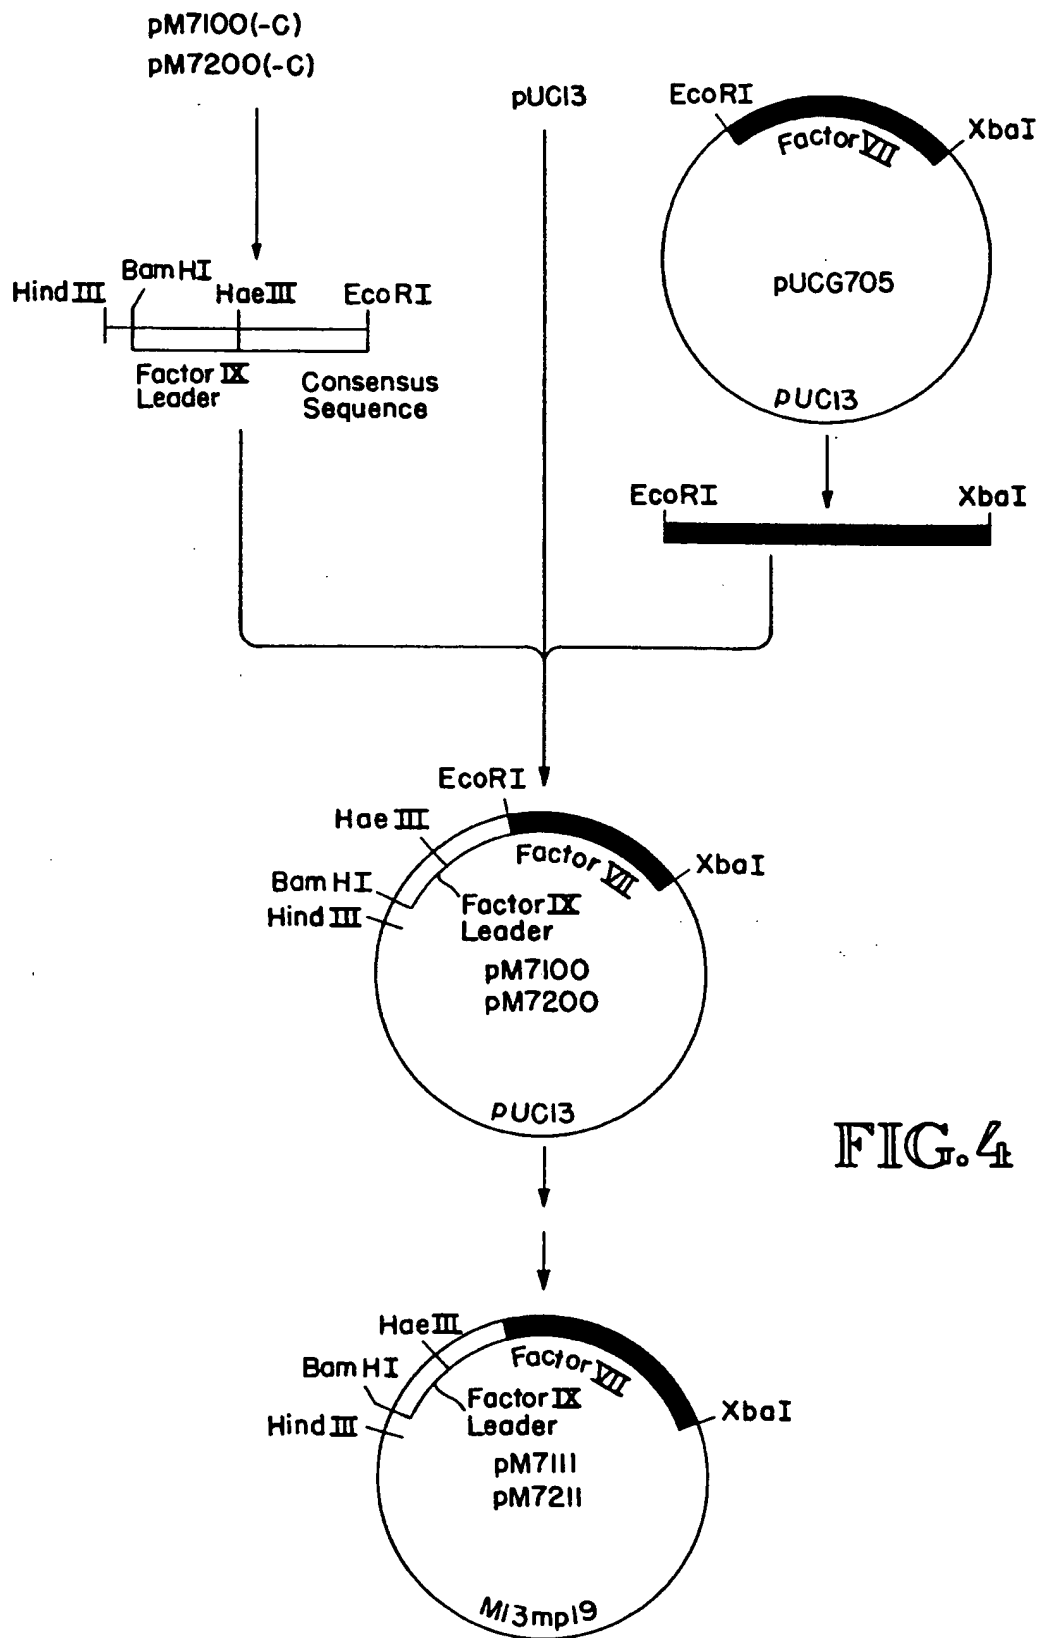 pM7100(-C)
pM7200(-C)
pUC13
EcoRI
XbaI
Factor VII
pUCG705
pUC13
Hind III
Bam HI
Hae III
EcoRI
Factor IX
Leader
Consensus
Sequence
EcoRI
XbaI
EcoRI
Hae III
Bam HI
Hind III
Factor VII
XbaI
Factor IX
Leader
pM7100
pM7200
pUC13
FIG. 4
Hae III
Bam HI
Hind III
Factor VII
XbaI
Factor IX
Leader
pM7111
pM7211
M13mp19